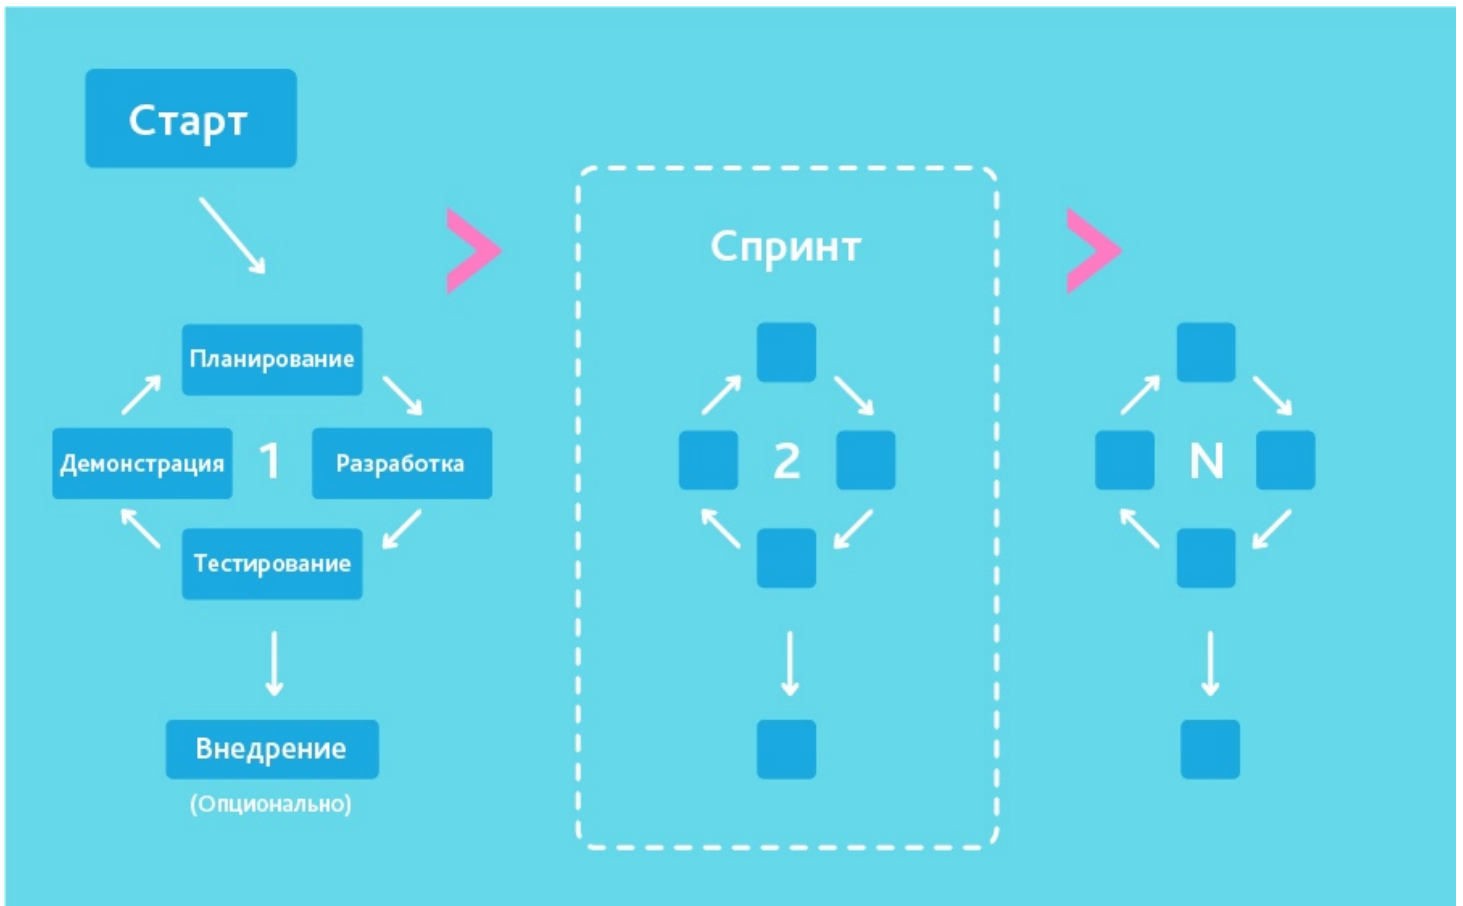 Старт
Спринт
Планирование
Демонстрация
1
Разработка
Тестирование
Внедрение
(Опционально)
2
N